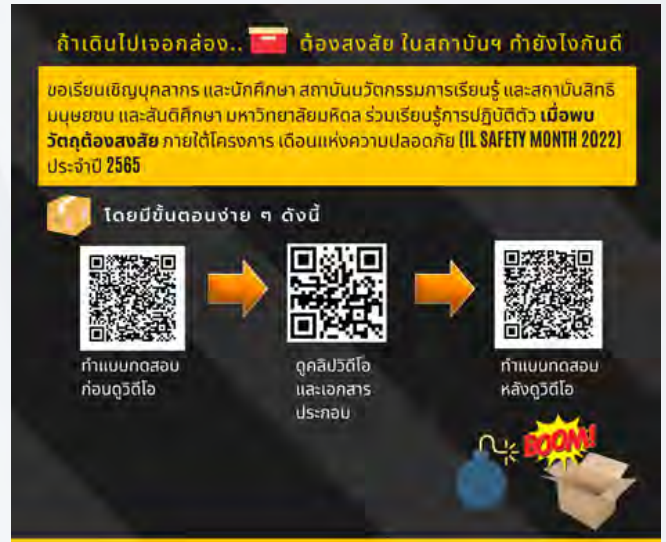 ถ้าเดินไปเจอกล่อง.. ต้องสงสัย ในสถาบันฯ ทำยังไงกันดี
ขอเรียนเชิญบุคลากร และนักศึกษา สถาบันนวัตกรรมการเรียนรู้ และสถาบันสิทธิ
มนุษยชน และสันติศึกษา มหาวิทยาลัยมหิดล ร่วมเรียนรู้การปฏิบัติตัว เมื่อพบ
วัตถุต้องสงสัย ภายใต้โครงการ เดือนแห่งความปลอดภัย (IL SAFETY MONTH 2022)
ประจำปี 2565
โดยมีขั้นตอนง่าย ๆ ดังนี้
ทำแบบทดสอบ
ก่อนดูวิดีโอ
ดูคลิปวิดีโอ
และเอกสาร
ประกอบ
ทำแบบทดสอบ
หลังดูวิดีโอ
BOOM!